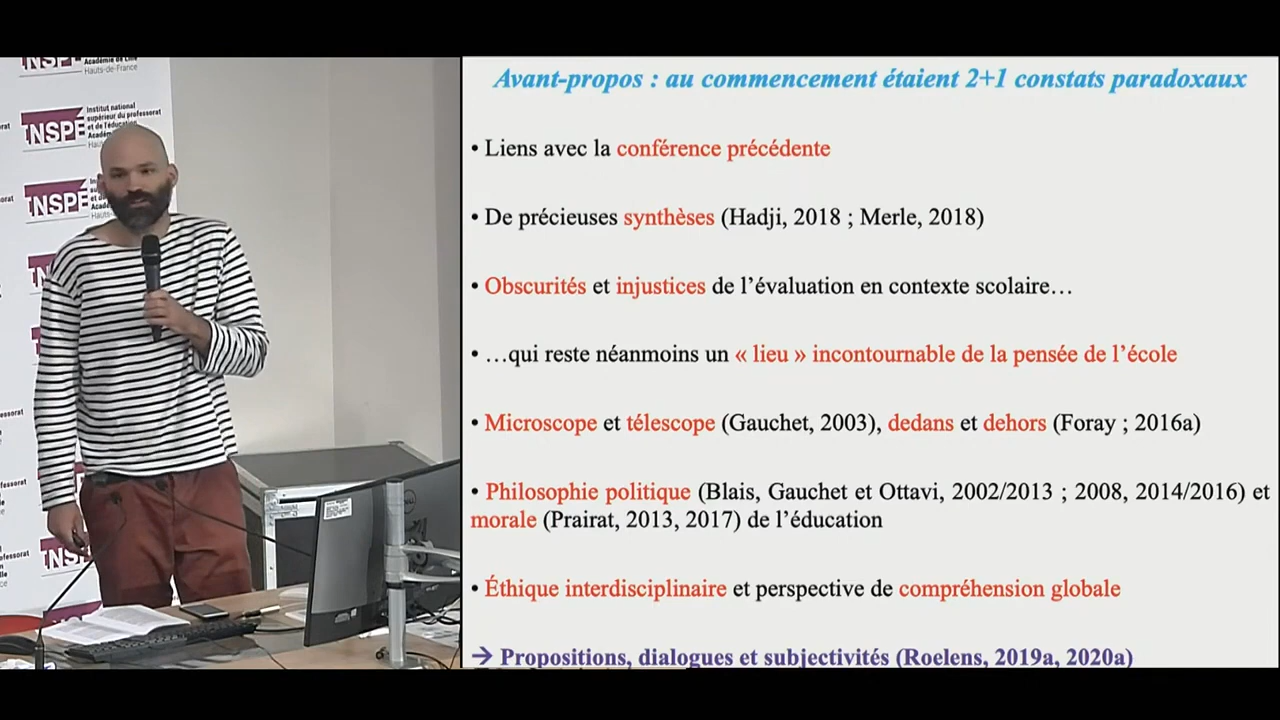 INSPÉ
Académie de Lille
Hauts-de-France
INSPÉ
Institut national
supérieur du professorat
et de l'éducation
INSPÉ
INSPÉ
Avant-propos : au commencement étaient 2+1 constats paradoxaux
• Liens avec la conférence précédente
• De précieuses synthèses (Hadji, 2018 ; Merle, 2018)
• Obscurités et injustices de l’évaluation en contexte scolaire…
• …qui reste néanmoins un « lieu » incontournable de la pensée de l’école
• Microscope et télescope (Gauchet, 2003), dedans et dehors (Foray ; 2016a)
• Philosophie politique (Blais, Gauchet et Ottavi, 2002/2013 ; 2008, 2014/2016) et
morale (Prairat, 2013, 2017) de l’éducation
• Éthique interdisciplinaire et perspective de compréhension globale
→ Propositions, dialogues et subjectivités (Roelens, 2019a, 2020a)